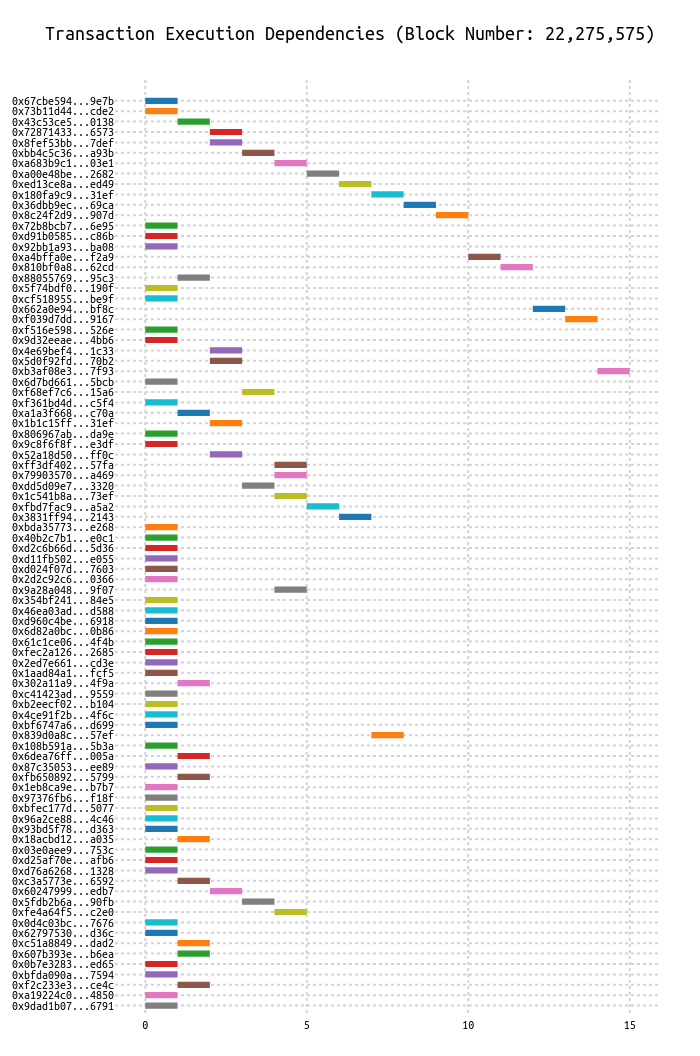 Transaction Execution Dependencies (Block Number: 22,275,575)
0x67cbe594...9e7b
0x73b11d44...cde2
0x43c53ce5...0138
0x72871433...6573
0x8fef53bb...7def
0xbb4c5c36...a93b
0xa683b9c1...03e1
0xa00e48be...2682
0xed13ce8a...ed49
0x180fa9c9...31ef
0x36dbb9ec...69ca
0x8c24f2d9...907d
0x72b8bcb7...6e95
0xd91b0585...c86b
0x92bb1a93...ba08
0xa4bffa0e...f2a9
0x810bf0a8...62cd
0x88055769...95c3
0x5f74bdf0...190f
0xcf518955...be9f
0x662a0e94...bf8c
0xf039d7dd...9167
0xf516e598...526e
0x9d32eeae...4bb6
0x4e69bef4...1c33
0x5d0f92fd...70b2
0xb3af08e3...7f93
0x6d7bd661...5bcb
0xf68ef7c6...15a6
0xf361bd4d...c5f4
0xa1a3f668...c70a
0x1b1c15ff...31ef
0x806967ab...da9e
0x9c8f6f8f...e3df
0x52a18d50...ff0c
0xff3df402...57fa
0x79903570...a469
0xdd5d09e7...3320
0x1c541b8a...73ef
0xfbd7fac9...a5a2
0x3831ff94...2143
0xbda35773...e268
0x40b2c7b1...e0c1
0xd2c6b66d...5d36
0xd11fb502...e055
0xd024f07d...7603
0x2d2c92c6...0366
0x9a28a048...9f07
0x354bf241...84e5
0x46ea03ad...d588
0xd960c4be...6918
0x6d82a0bc...0b86
0x61c1ce06...4f4b
0xfec2a126...2685
0x2ed7e661...cd3e
0x1aad84a1...fcf5
0x302a11a9...4f9a
0xc41423ad...9559
0xb2eecf02...b104
0x4ce91f2b...4f6c
0xbf6747a6...d699
0x839d0a8c...57ef
0x108b591a...5b3a
0x6dea76ff...005a
0x87c35053...ee89
0xfb650892...5799
0x1eb8ca9e...b7b7
0x97376fb6...f18f
0xbfec177d...5077
0x96a2ce88...4c46
0x93bd5f78...d363
0x18acbd12...a035
0x03e0aee9...753c
0xd25af70e...afb6
0xd76a6268...1328
0xc3a5773e...6592
0x60247999...edb7
0x5fdb2b6a...90fb
0xfe4a64f5...c2e0
0x0d4c03bc...7676
0x62797530...d36c
0xc51a8849...dad2
0x607b393e...b6ea
0x0b7e3283...ed65
0xbfda090a...7594
0xf2c233e3...ce4c
0xa19224c0...4850
0x9dad1b07...6791
0 5 10 15